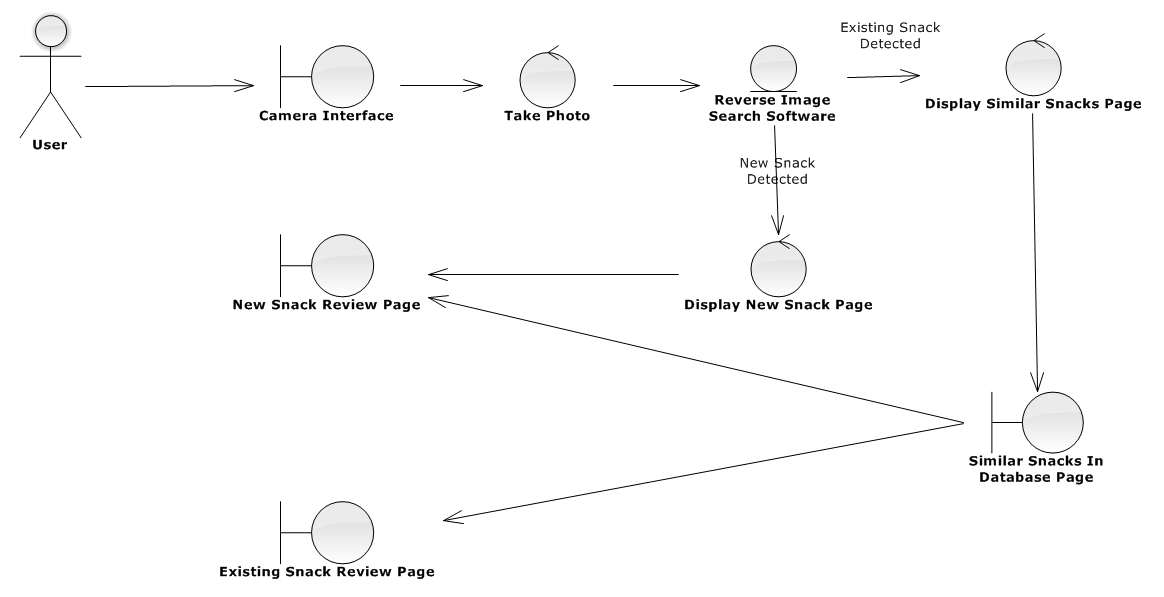 Existing Snack
Detected
User
Camera Interface
Take Photo
Reverse Image
Search Software
Display Similar Snacks Page
New Snack
Detected
New Snack Review Page
Display New Snack Page
Similar Snacks In
Database Page
Existing Snack Review Page